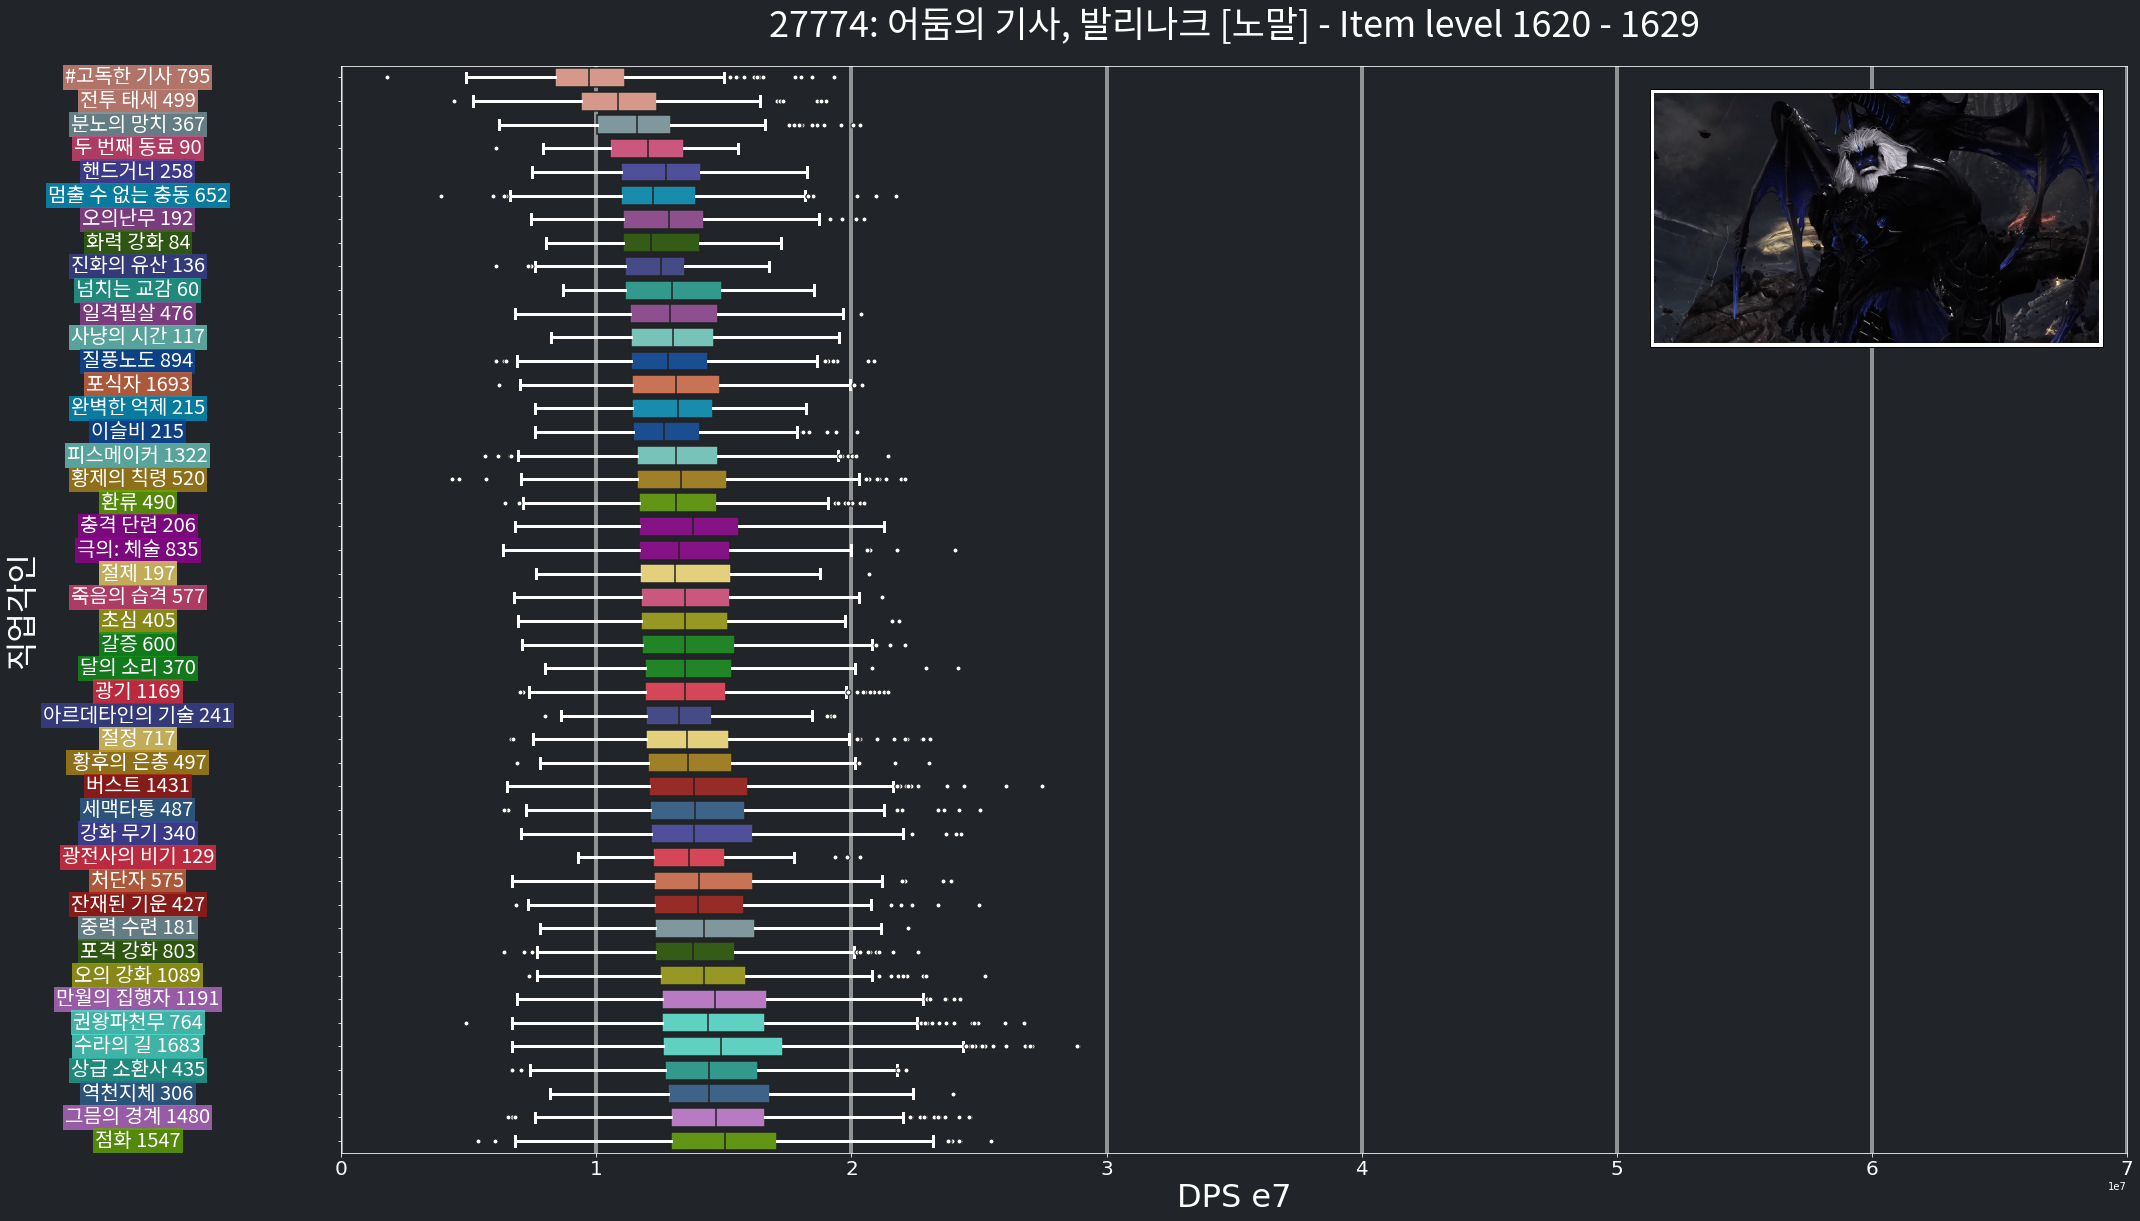 27774: 어둠의 기사, 발리나크 [노말] - Item level 1620 - 1629
직업각인
#고독한 기사 795
전투 태세 499
분노의 망치 367
두 번째 동료 90
핸드거너 258
멈출 수 없는 충동 652
오의난무 192
화력 강화 84
진화의 유산 136
넘치는 교감 60
일격필살 476
사냥의 시간 117
질풍노도 894
포식자 1693
완벽한 억제 215
이슬비 215
피스메이커 1322
황제의 칙령 520
환류 490
충격 단련 206
극의: 체술 835
절제 197
죽음의 습격 577
초심 405
갈증 600
달의 소리 370
광기 1169
아르데타인의 기술 241
절정 717
황후의 은총 497
버스트 1431
세맥타통 487
강화 무기 340
광전사의 비기 129
처단자 575
잔재된 기운 427
중력 수련 181
포격 강화 803
오의 강화 1089
만월의 집행자 1191
권왕파천무 764
수라의 길 1683
상급 소환사 435
역천지체 306
그믐의 경계 1480
점화 1547
0 1 2 3 4 5 6 7
1e7
DPS e7